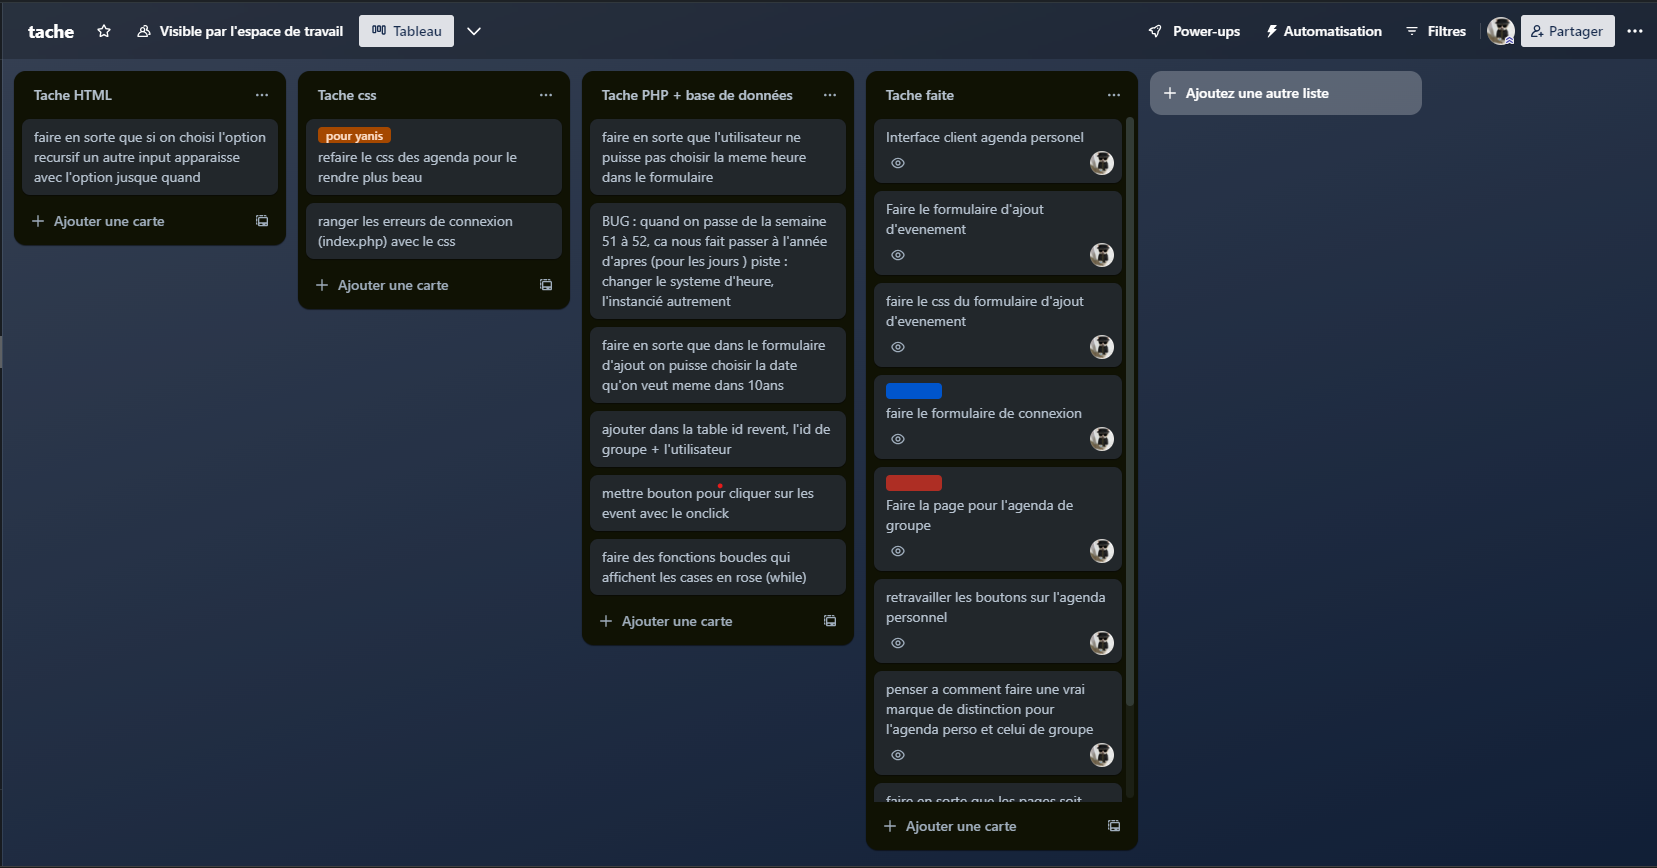 tache
Visible par l'espace de travail
Tableau
Power-ups
Automatisation
Filtres
Partager
Tache HTML
faire en sorte que si on choisi l'option
recursif un autre input apparaisse
avec l'option jusque quand
Ajouter une carte
Tache css
pour yanis
refaire le css des agenda pour le
rendre plus beau
ranger les erreurs de connexion
(index.php) avec le css
Ajouter une carte
Tache PHP + base de données
faire en sorte que l'utilisateur ne
puisse pas choisir la meme heure
dans le formulaire
BUG : quand on passe de la semaine
51 à 52, ca nous fait passer à l'année
d'apres (pour les jours ) piste :
changer le systeme d'heure,
l'instancié autrement
faire en sorte que dans le formulaire
d'ajout on puisse choisir la date
qu'on veut meme dans 10ans
ajouter dans la table id revent, l'id de
groupe + l'utilisateur
mettre bouton pour cliquer sur les
event avec le onclick
faire des fonctions boucles qui
affichent les cases en rose (while)
Ajouter une carte
Tache faite
Interface client agenda personel
Faire le formulaire d'ajout
d'evenement
faire le css du formulaire d'ajout
d'evenement
faire le formulaire de connexion
Faire la page pour l'agenda de
groupe
retravailler les boutons sur l'agenda
personnel
penser a comment faire une vrai
marque de distinction pour
l'agenda perso et celui de groupe
faire en sorte que les pages soit
Ajouter une carte
Ajoutez une autre liste